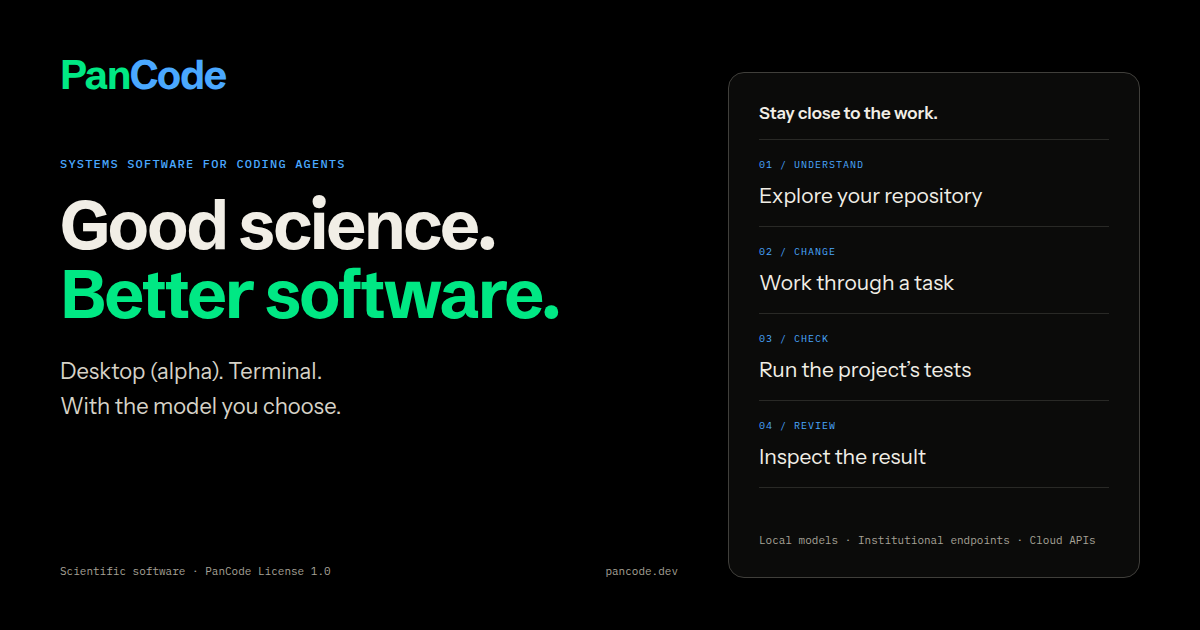 PanCode
SYSTEMS SOFTWARE FOR CODING AGENTS
Good science.
Better software.
Desktop (alpha). Terminal.
With the model you choose.
Scientific software · PanCode License 1.0
pancode.dev
Stay close to the work.
01 / UNDERSTAND
Explore your repository
02 / CHANGE
Work through a task
03 / CHECK
Run the project’s tests
04 / REVIEW
Inspect the result
Local models · Institutional endpoints · Cloud APIs